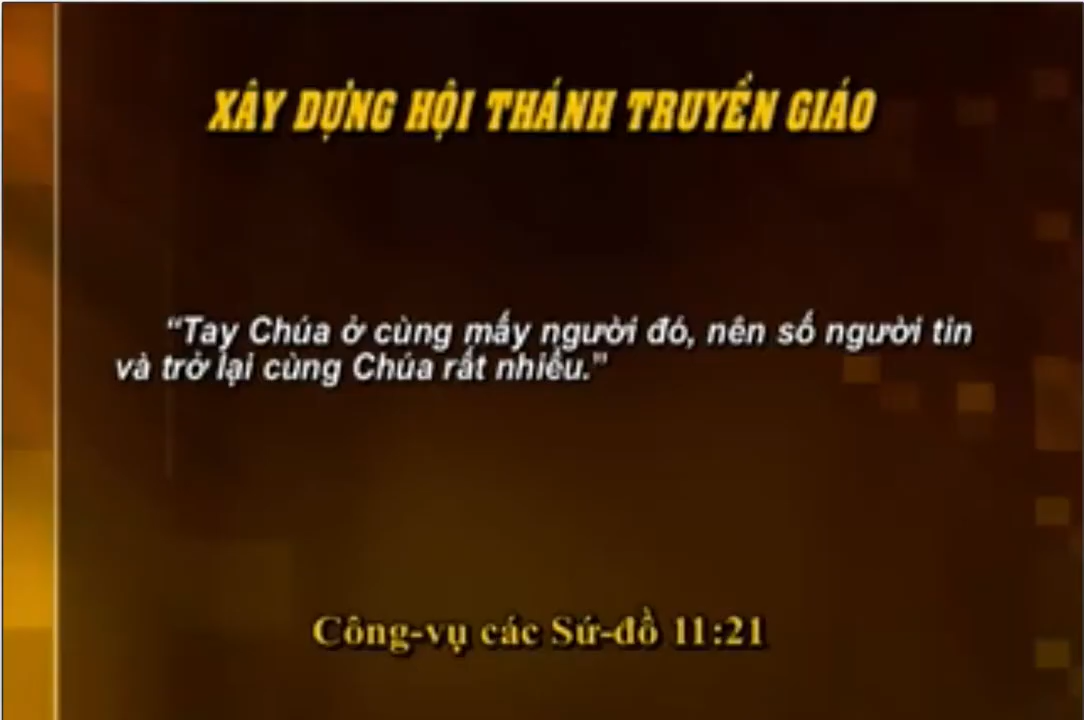 XÂY DỰNG HỘI THÁNH TRUYỀN GIÁO
“Tay Chúa ở cùng mấy người đó, nên số người tin
và trở lại cùng Chúa rất nhiều.”
Công-vụ các Sứ-đồ 11:21